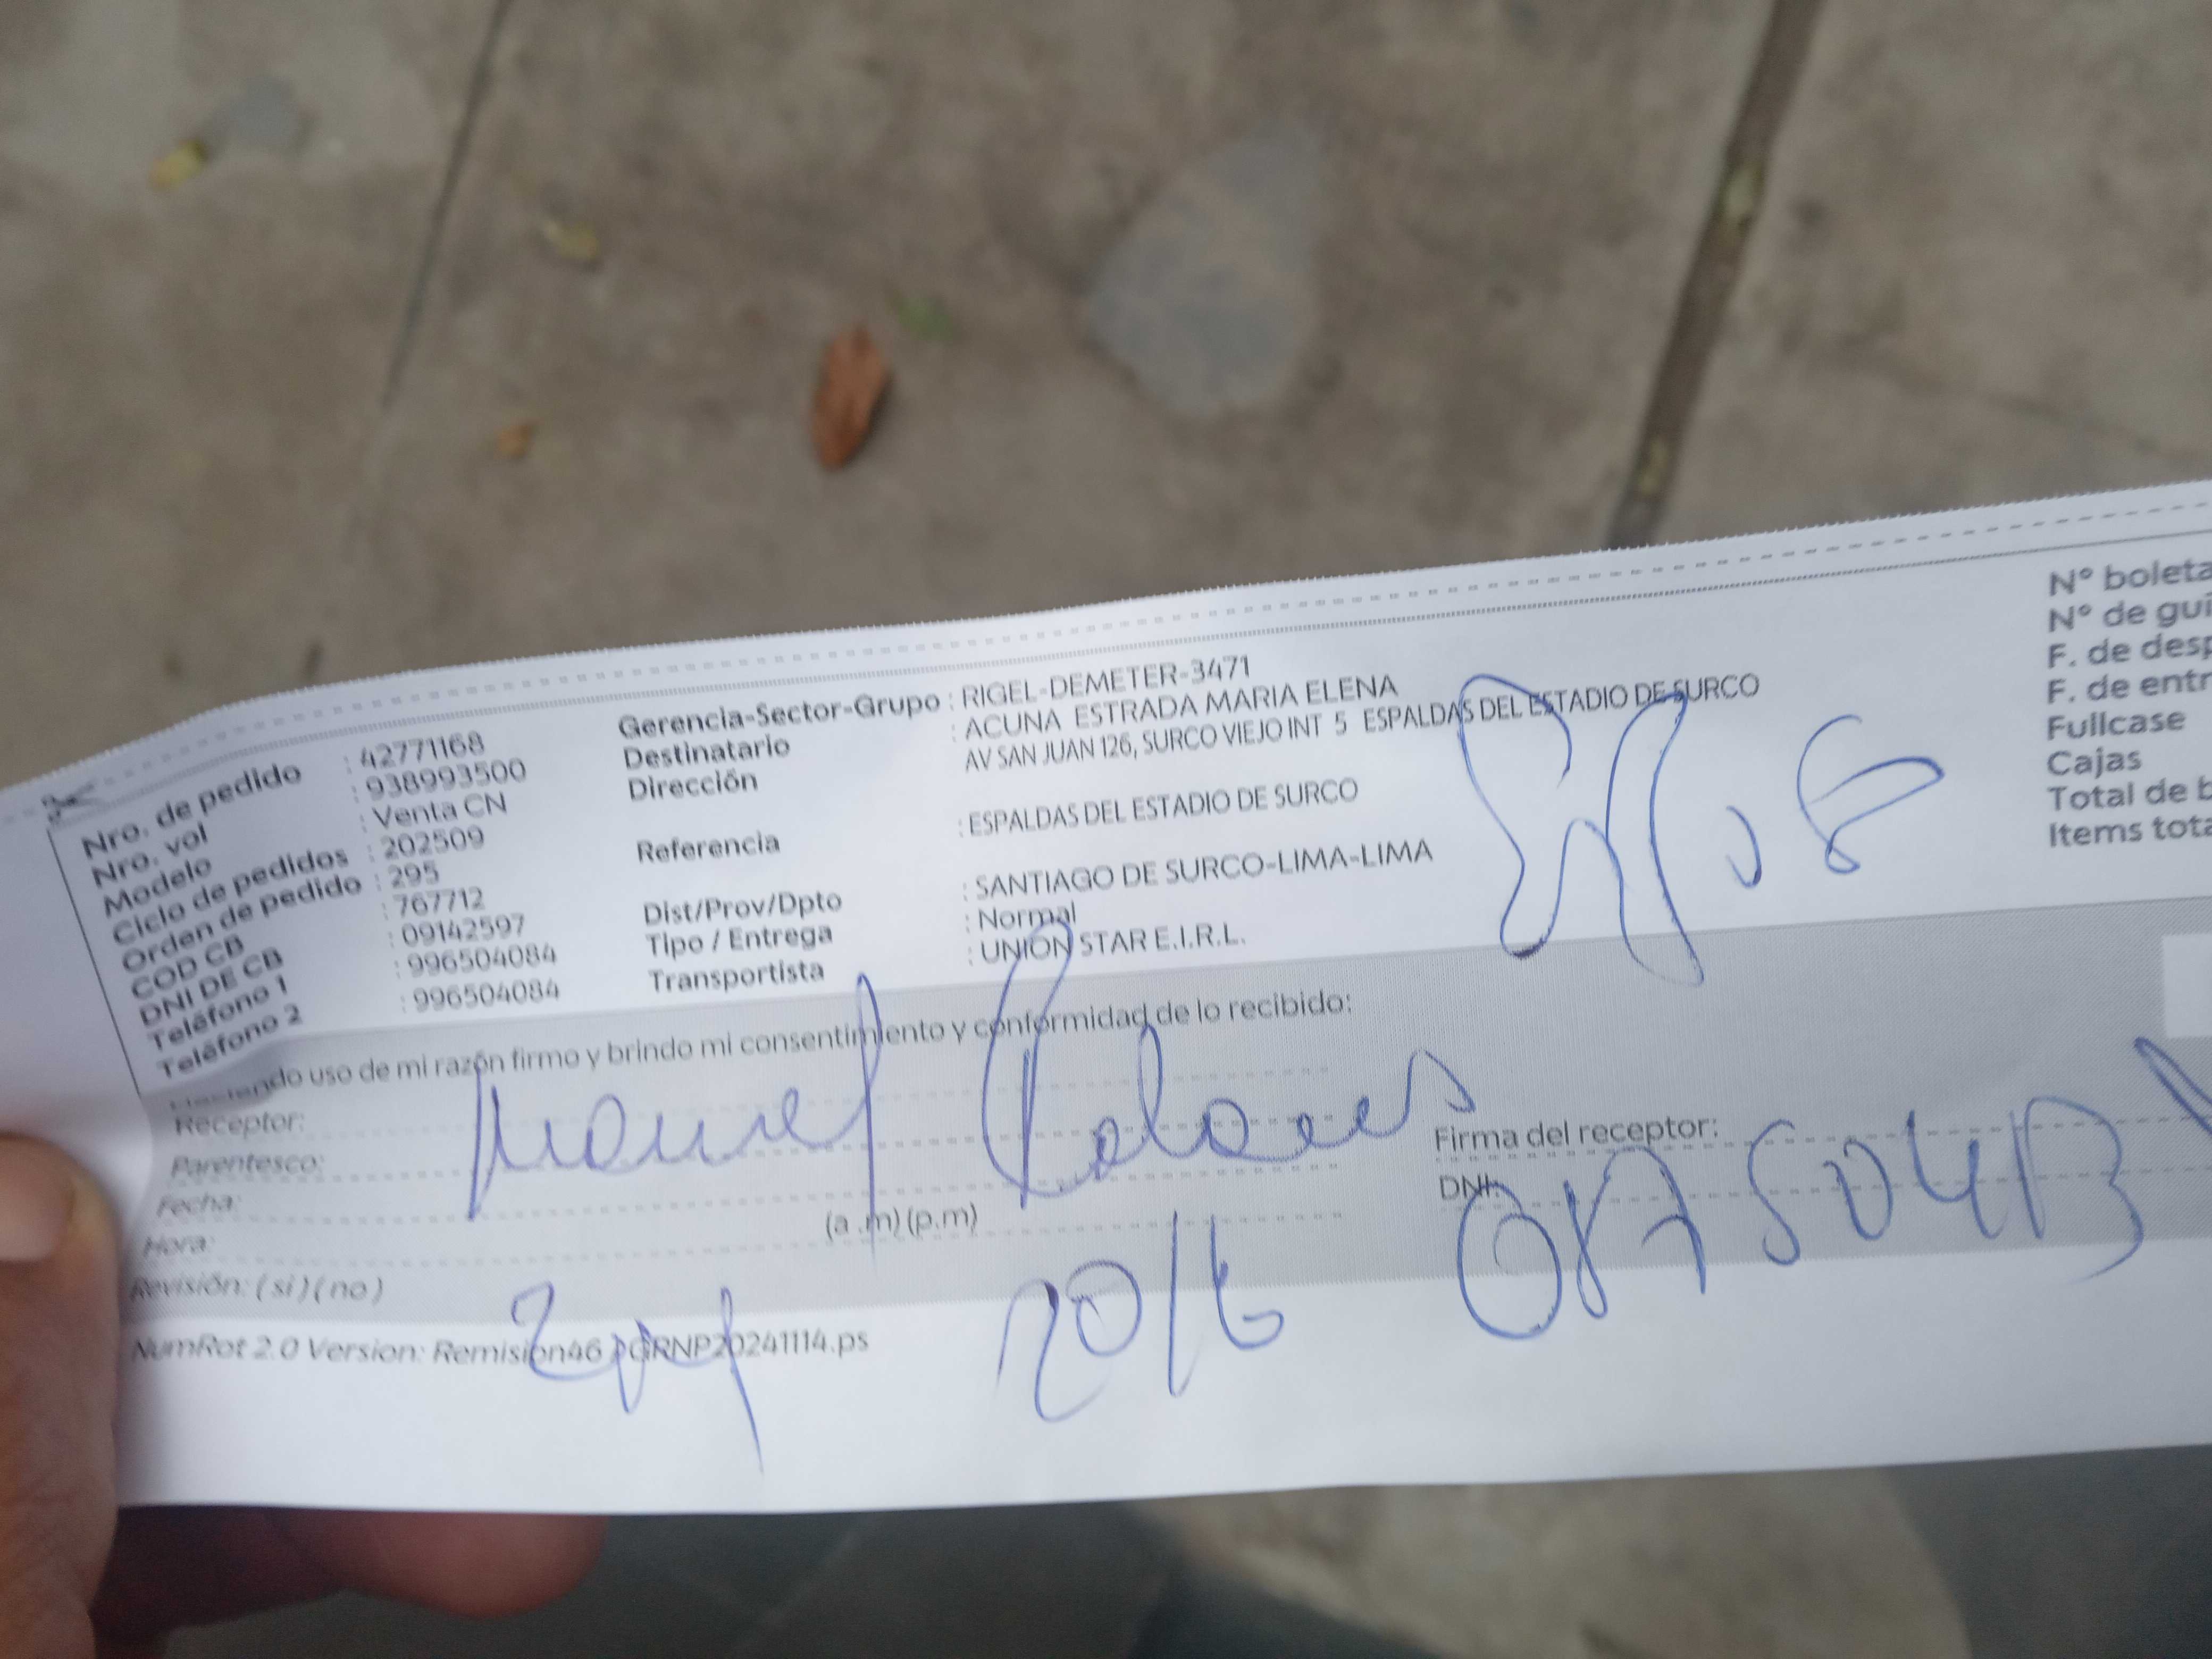 Nro. de pedido : 42771168
Nro. vol : 938993500
Modelo : Venta CN
Ciclo de pedidos : 202509
Orden de pedido : 295
COD CB : 767712
DNI DE CB : 09142597
Teléfono 1 : 996504084
Teléfono 2 : 996504084
Gerencia-Sector-Grupo : RIGEL-DEMETER-3471
Destinatario : ACUNA ESTRADA MARIA ELENA
Dirección AV SAN JUAN 126, SURCO VIEJO INT 5 ESPALDAS DEL ESTADIO DE SURCO
Referencia : ESPALDAS DEL ESTADIO DE SURCO
Dist/Prov/Dpto : SANTIAGO DE SURCO-LIMA-LIMA
Tipo / Entrega : Normal
Transportista : UNION STAR E.I.R.L.
N° boleta
N° de gui
F. de desp
F. de entr
Fullcase
Cajas
Total de b
Items tota
uso de mi razón firmo y brindo mi consentimiento y conformidad de lo recibido:
Receptor:
Parentesco:
Fecha:
Hora: (a .m) (p.m)
Revisión: ( si ) ( no )
Manuel
Firma del receptor:
DNI:
NumRot 2.0 Version: Remision46 PGRNP20241114.ps